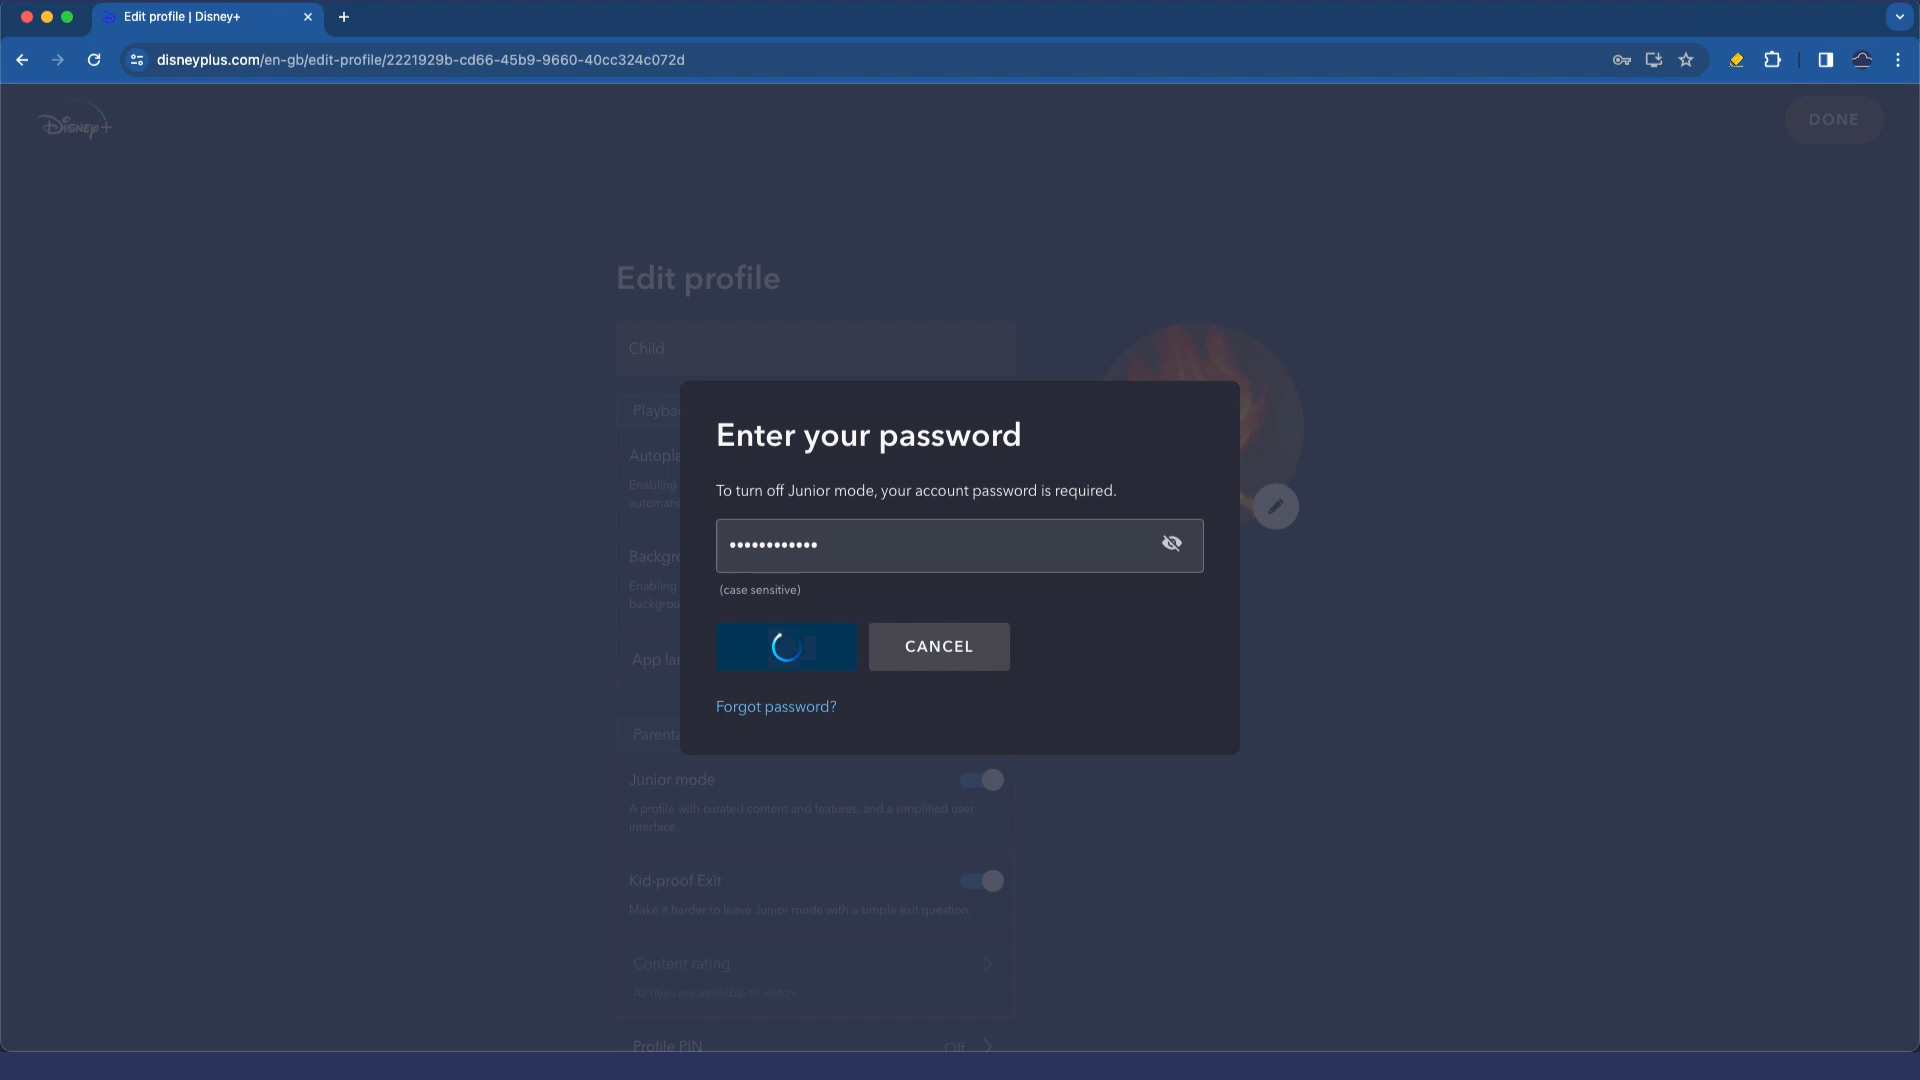 Edit profile | Disney+
disneyplus.com/en-gb/edit-profile/2221929b-cd66-45b9-9660-40cc324c072d
Disney+
DONE
Edit profile
Child
Enter your password
To turn off Junior mode, your account password is required.
(case sensitive)
CANCEL
Forgot password?
Enabling
Enabling
Junior mode
A profile with curated content and features, and a simplified user
interface.
Kid-proof Exit
Make it harder to leave Junior mode with a simple exit question.
Content rating
All titles are available to watch.
Profile PIN
Off